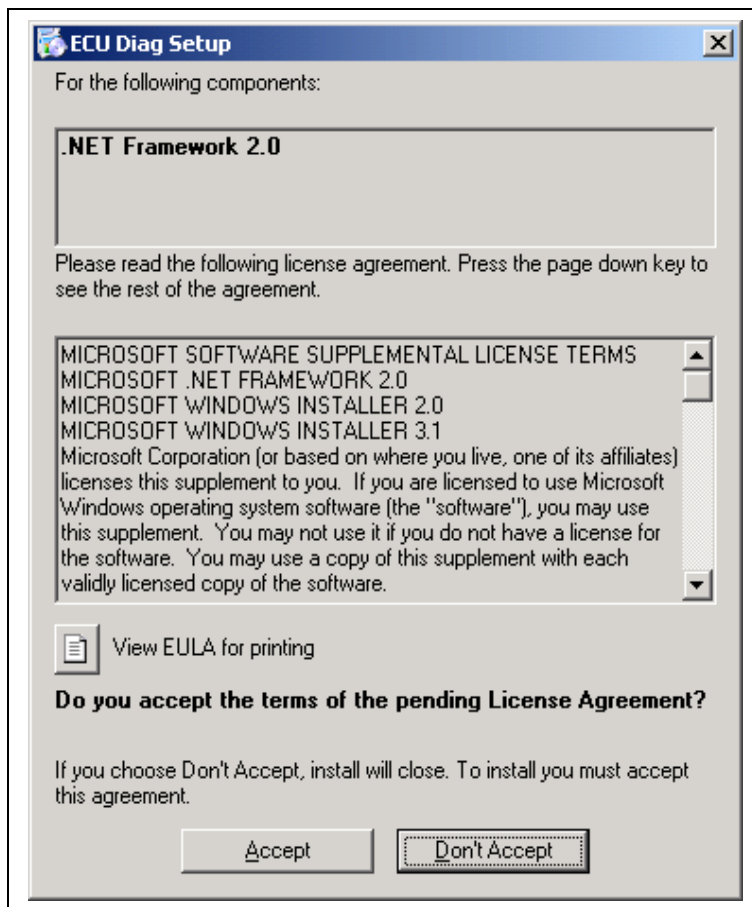 ECU Diag Setup
For the following components:
.NET Framework 2.0
Please read the following license agreement. Press the page down key to
see the rest of the agreement.
MICROSOFT SOFTWARE SUPPLEMENTAL LICENSE TERMS
MICROSOFT .NET FRAMEWORK 2.0
MICROSOFT WINDOWS INSTALLER 2.0
MICROSOFT WINDOWS INSTALLER 3.1
Microsoft Corporation (or based on where you live, one of its affiliates)
licenses this supplement to you.  If you are licensed to use Microsoft
Windows operating system software (the "software"), you may use
this supplement.  You may not use it if you do not have a license for
the software.  You may use a copy of this supplement with each
validly licensed copy of the software.
View EULA for printing
Do you accept the terms of the pending License Agreement?
If you choose Don't Accept, install will close. To install you must accept
this agreement.
Accept
Don't Accept